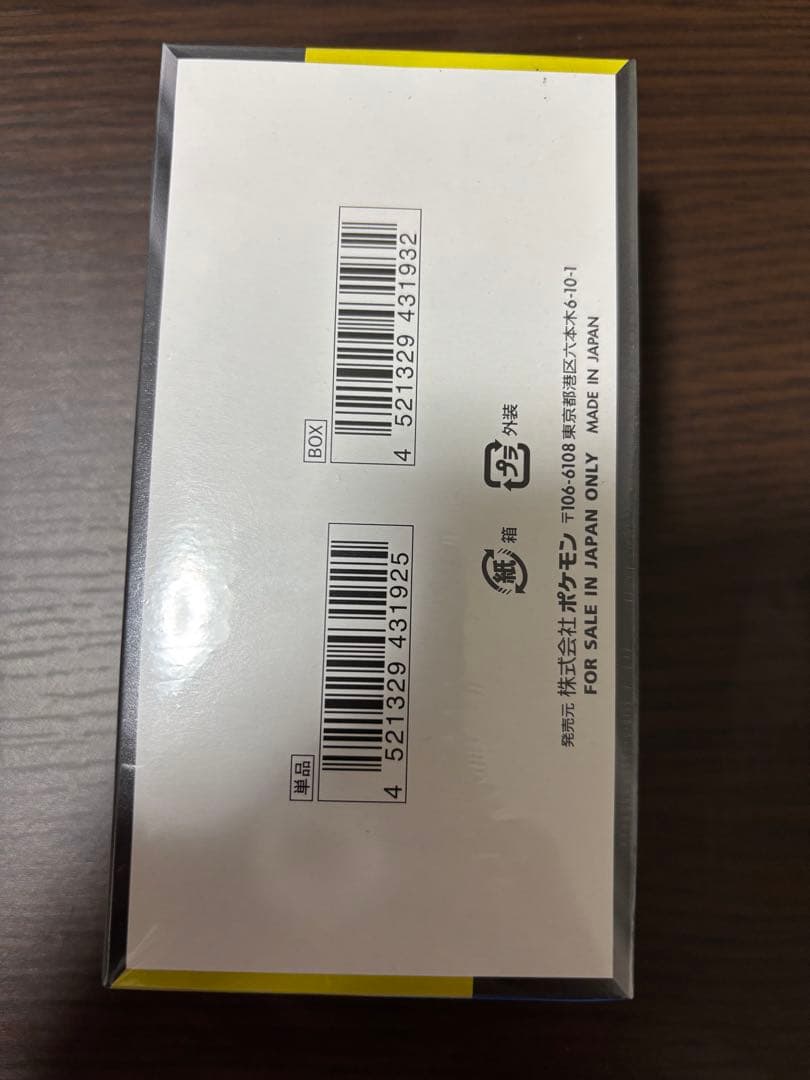 単品
4 521329 431925
BOX
4 521329 431932
紙 箱
プラ 外装
発売元 株式会社 ポケモン 〒106-6108 東京都港区六本木6-10-1
FOR SALE IN JAPAN ONLY MADE IN JAPAN